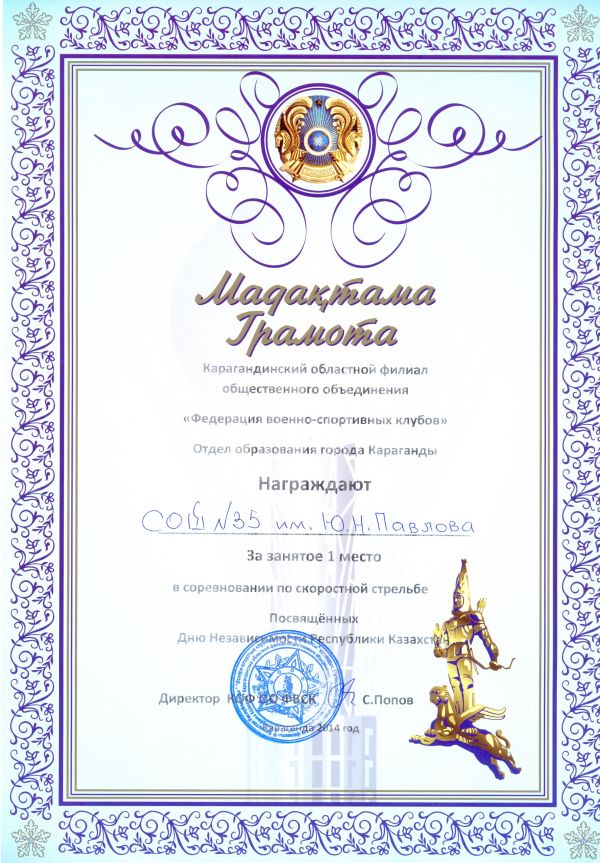 Мадақтама
Грамота
Карагандинский областной филиал
общественного объединения
«Федерация военно-спортивных клубов»
Отдел образования города Караганды
Награждают
СОШ №35 им. Ю.Н.Павлова
За занятое 1 место
в соревновании по скоростной стрельбе
Посвящённых
Дню Независимости Республики Казахстан
Директор КОФ ОО ФВСК С.Попов
Караганда 2014 год